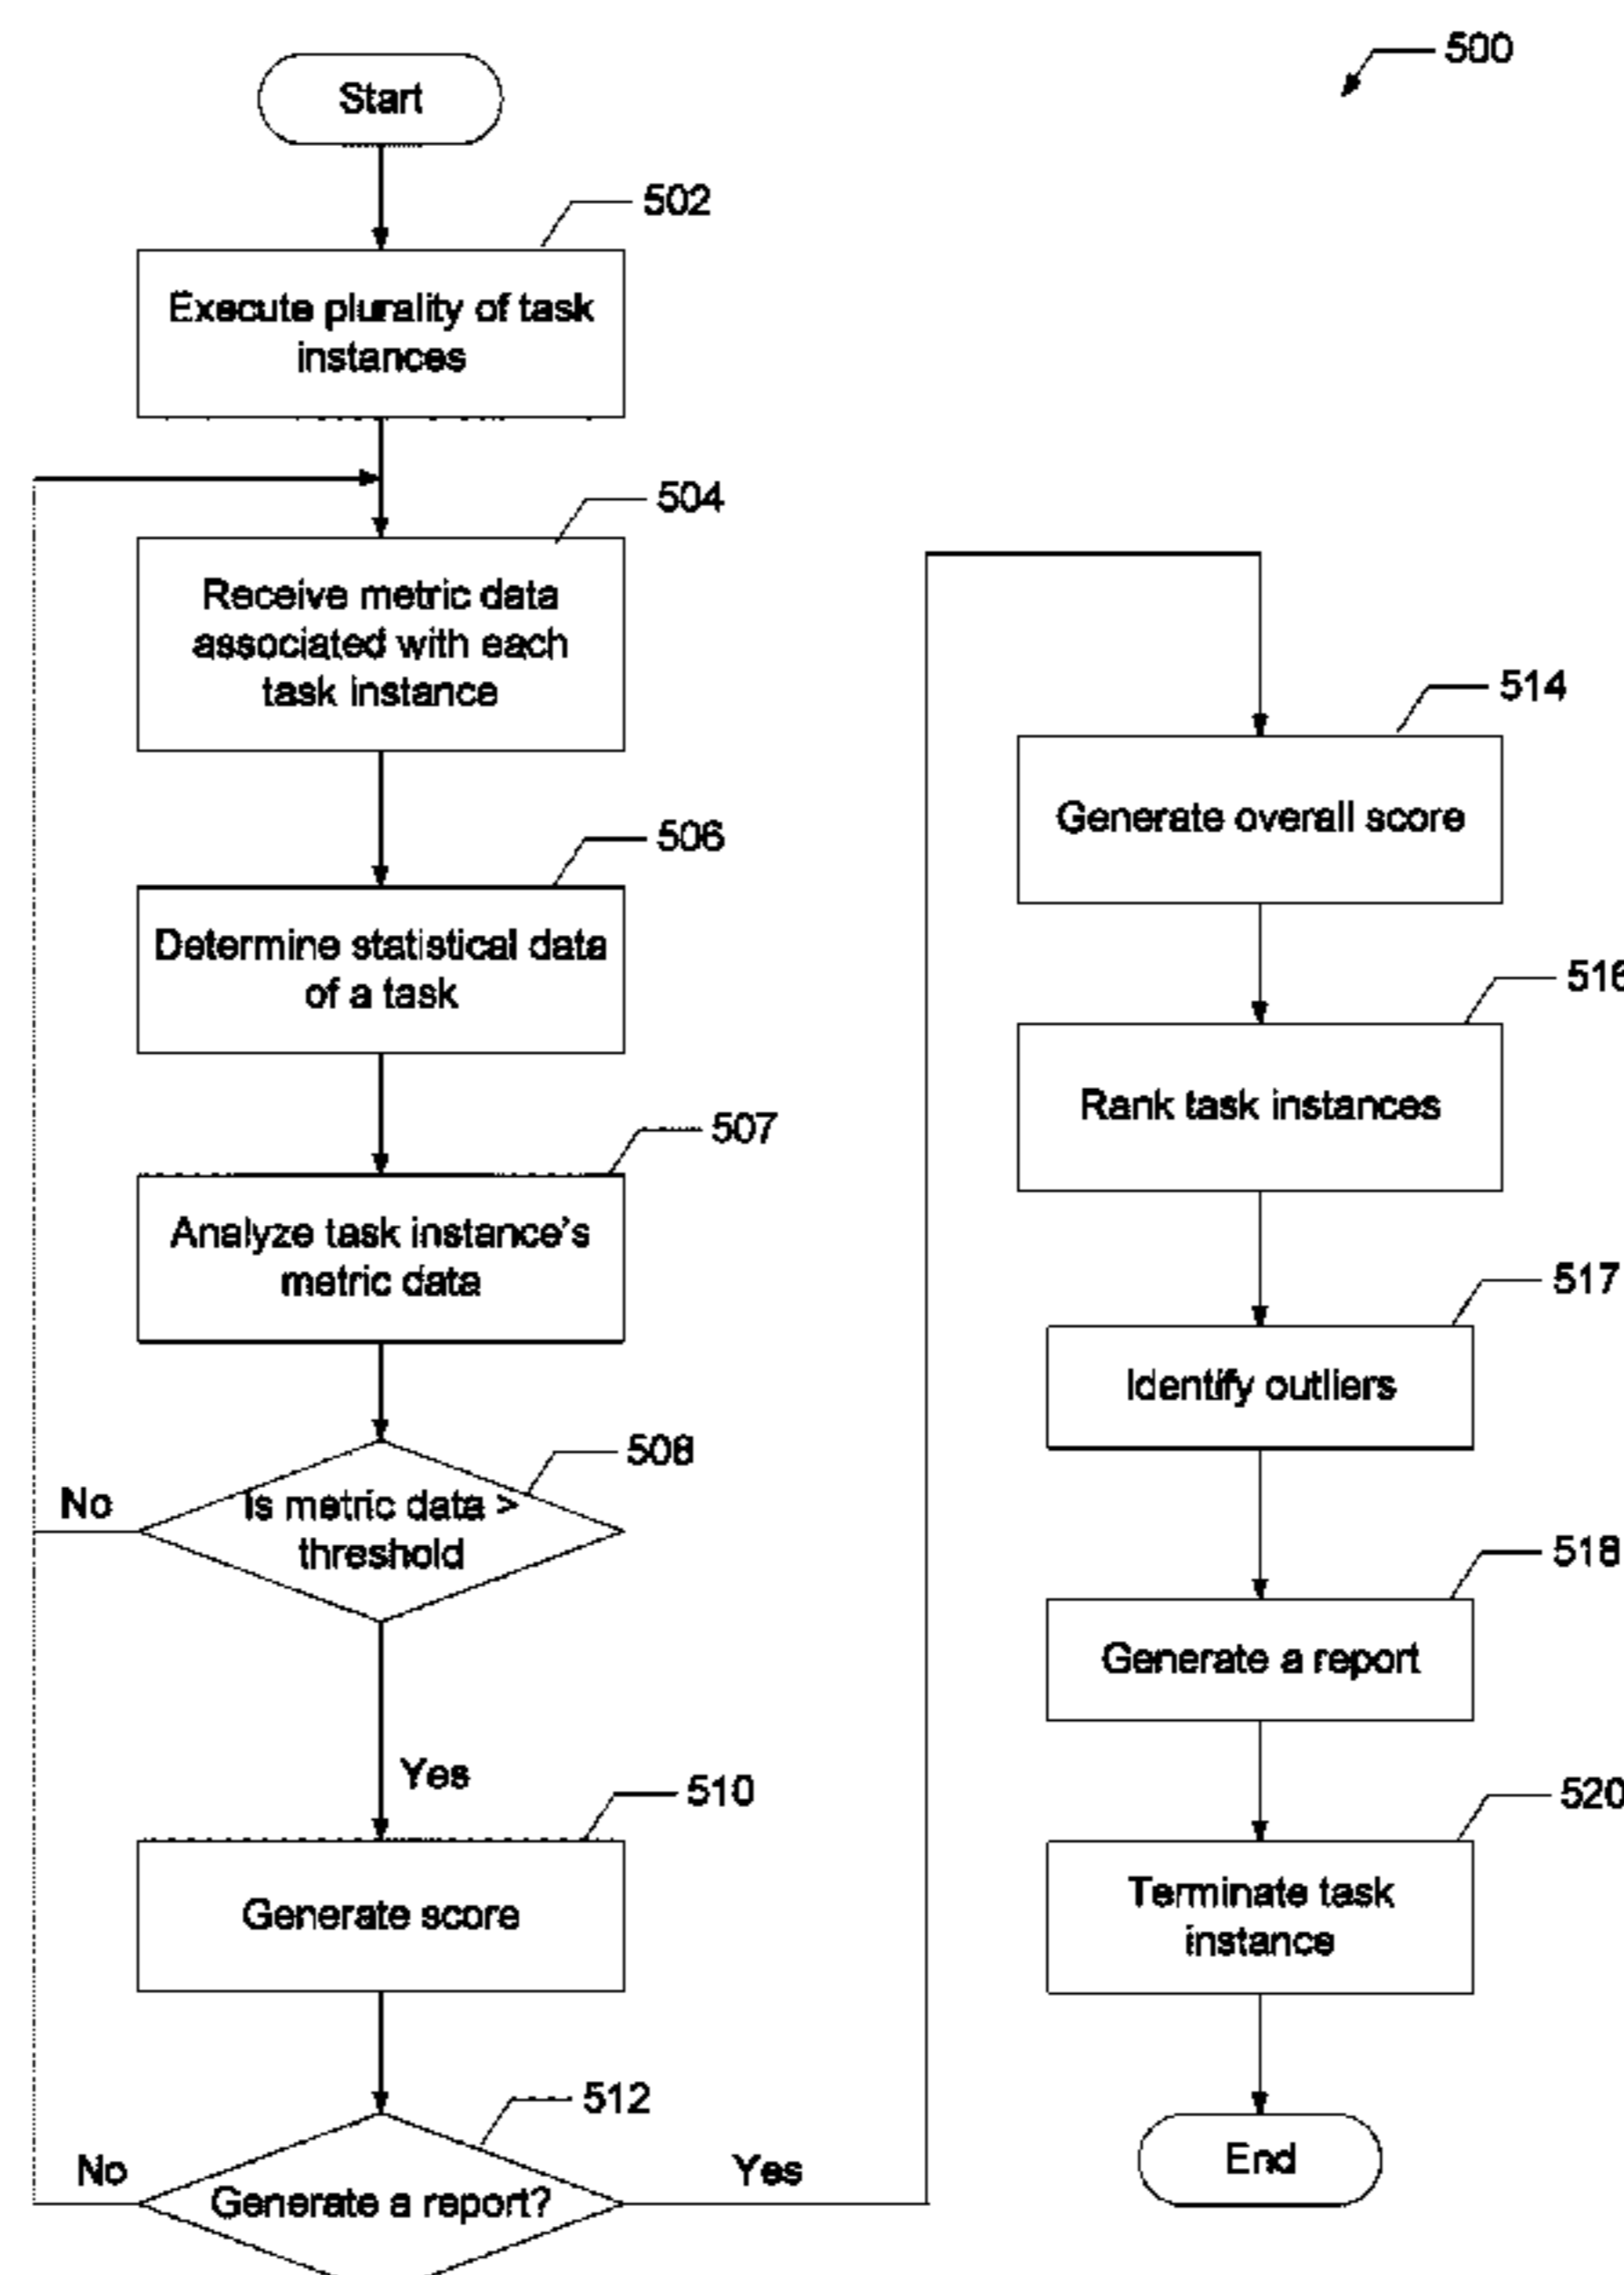 500
Start
502
Execute plurality of task
instances
504
Receive metric data
associated with each
task instance
506
Determine statistical data
of a task
507
Analyze task instance's
metric data
508
No
Is metric data >
threshold
Yes
510
Generate score
512
No
Generate a report?
Yes
514
Generate overall score
516
Rank task instances
517
Identify outliers
518
Generate a report
520
Terminate task
instance
End